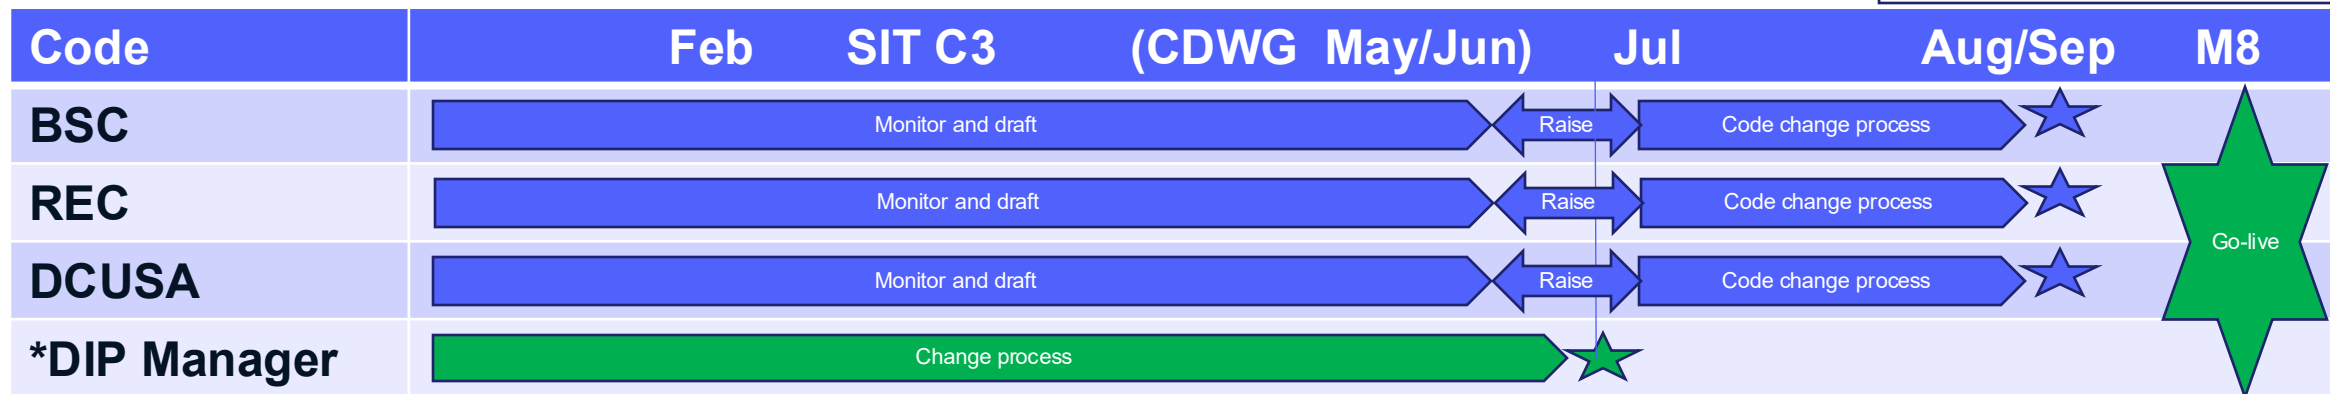 Code Feb SIT C3 (CDWG May/Jun) Jul Aug/Sep M8
BSC Monitor and draft Raise Code change process
REC Monitor and draft Raise Code change process
Go-live
DCUSA Monitor and draft Raise Code change process
*DIP Manager Change process